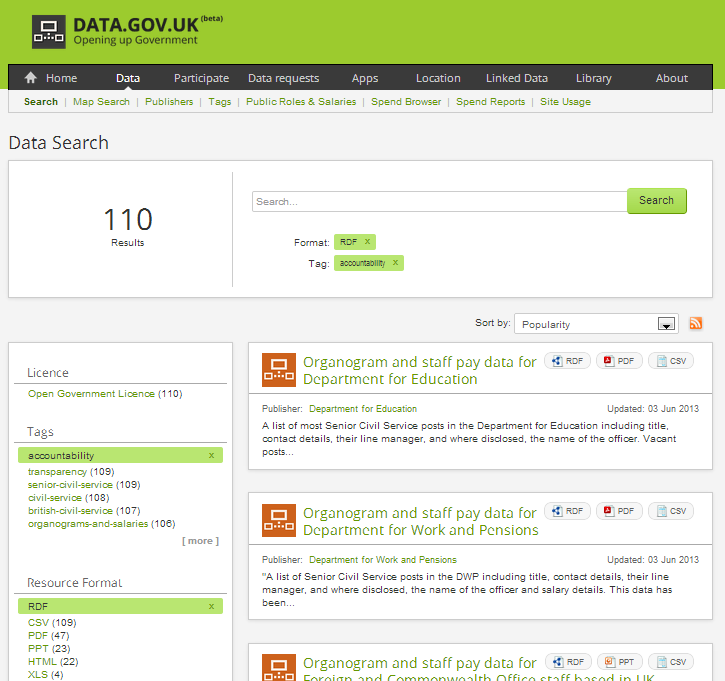 DATA.GOV.UK (beta)
Opening up Government
Home Data Participate Data requests Apps Location Linked Data Library About
Search | Map Search | Publishers | Tags | Public Roles & Salaries | Spend Browser | Spend Reports | Site Usage
Data Search
110
Results
Search...
Search
Format: RDF x
Tag: accountability x
Sort by: Popularity
Licence
Open Government Licence (110)
Tags
accountability x
transparency (109)
senior-civil-service (109)
civil-service (108)
british-civil-service (107)
organograms-and-salaries (106)
[ more ]
Resource Format
RDF x
CSV (109)
PDF (47)
PPT (23)
HTML (22)
XLS (4)
Organogram and staff pay data for
Department for Education
RDF PDF CSV
Publisher: Department for Education
Updated: 03 Jun 2013
A list of most Senior Civil Service posts in the Department for Education including title,
contact details, their line manager, and where disclosed, the name of the officer. Vacant
posts...
Organogram and staff pay data for
Department for Work and Pensions
RDF PDF CSV
Publisher: Department for Work and Pensions
Updated: 03 Jun 2013
"A list of Senior Civil Service posts in the DWP including title, contact details, their line
manager, and where disclosed, the name of the officer and salary details. This data has
been...
Organogram and staff pay data for
Foreign and Commonwealth Office staff based in UK
RDF PPT CSV